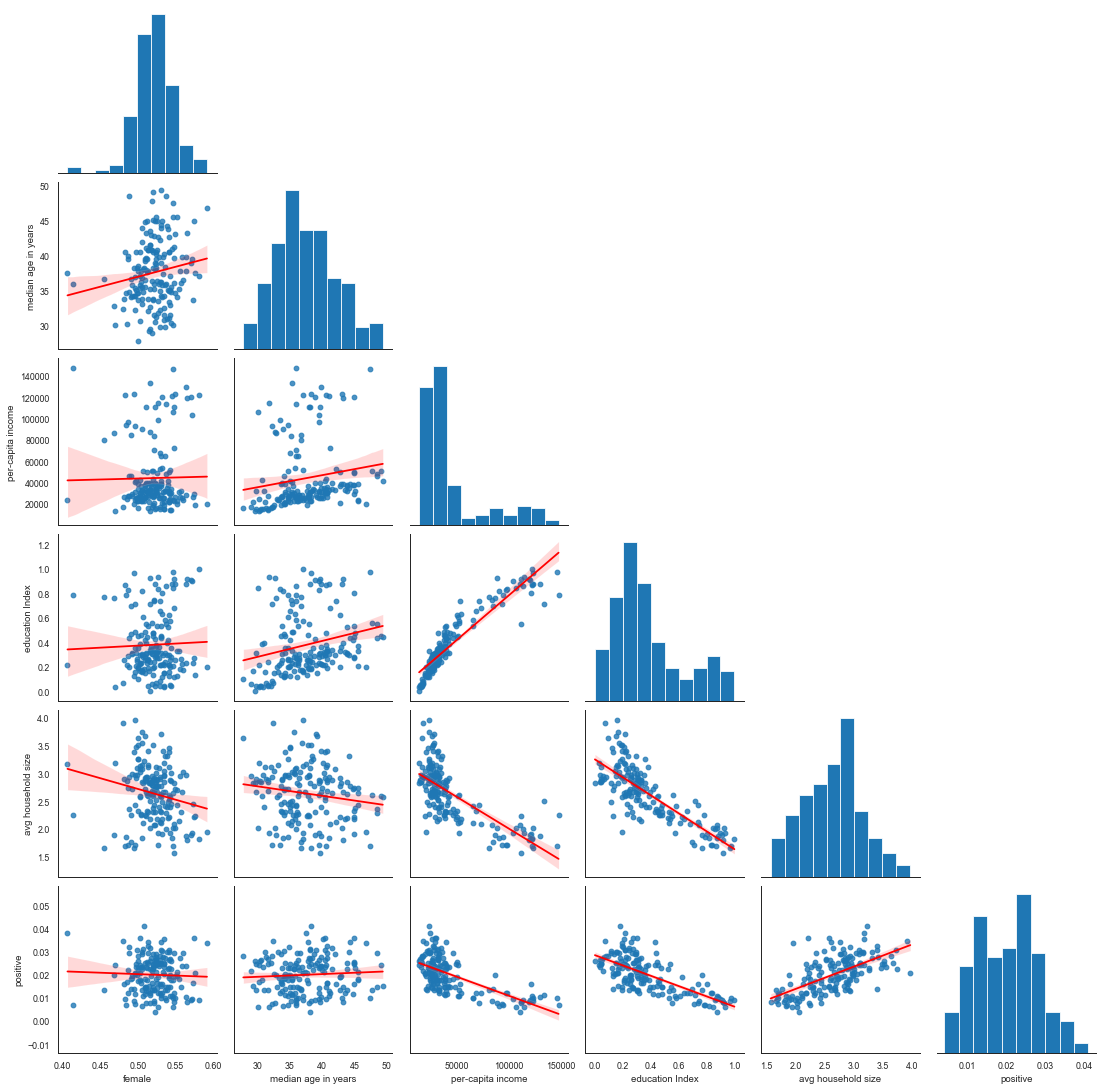 median age in years
50
45
40
35
30
per-capita income
140000
120000
100000
80000
60000
40000
20000
education Index
1.2
1.0
0.8
0.6
0.4
0.2
0.0
avg household size
4.0
3.5
3.0
2.5
2.0
1.5
positive
0.05
0.04
0.03
0.02
0.01
0.00
−0.01
0.40 0.45 0.50 0.55 0.60
female
30 35 40 45 50
median age in years
50000 100000 150000
per-capita income
0.0 0.2 0.4 0.6 0.8 1.0
education Index
1.5 2.0 2.5 3.0 3.5 4.0
avg household size
0.01 0.02 0.03 0.04
positive